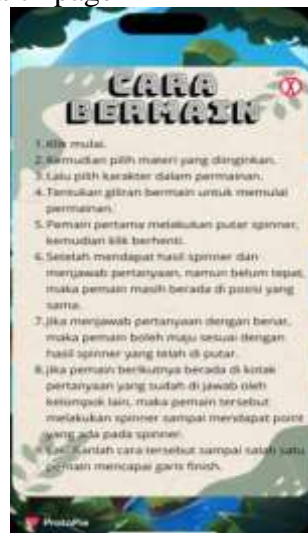 CARA
BERMAIN
X
1. Klik mulai.
2. Kemudian pilih materi yang diinginkan.
3. Lalu pilih karakter dalam permainan.
4. Tentukan giliran bermain untuk memulai
permainan.
5. Pemain pertama melakukan putar spinner,
kemudian klik berhenti.
6. Setelah mendapat hasil spinner dan
menjawab pertanyaan, namun belum tepat,
maka pemain masih berada di posisi yang
sama.
7. Jika menjawab pertanyaan dengan benar,
maka pemain boleh maju sesuai dengan
hasil spinner yang telah di putar.
8. Jika pemain berikutnya berada di kotak
pertanyaan yang sudah di jawab oleh
kelompok lain, maka pemain tersebut
melakukan spinner sampai mendapat point
yang ada pada spinner.
9. Lakukanlah cara tersebut sampai salah satu
pemain mencapai garis finish.
ProtoPie